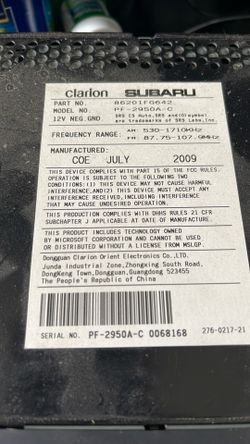 clarion SUBARU
PART NO. 86201FG642
MODEL NO. PF-2950A-C
12V NEG.GND
SRS CS Auto,SRS and(Symbol)
are Trademarks of SRS Labs,Inc.
FREQUENCY RANGE: AM: 530-1710KHz
FM: 87.75-107.9MHz
MANUFACTURED:
COE JULY 2009
THIS DEVICE COMPLIES WITH PART 15 OF THE FCC RULES.
OPERATION IS SUBJECT TO THE FOLLOWING TWO
CONDITIONS:(1) THIS DEVICE MAY CAUSE HARMFUL
INTERFERENCE,AND(2)THIS DEVICE MUST ACCEPT ANY
INTERFERENCE RECEIVED, INCLUDING INTERFERENCE
THAT MAY CAUSE UNDESIRED OPERATION.
THIS PRODUCTION COMPLIES WITH DHHS RULES 21 CFR
SUBCHARPTER J APPLICABLE AT DATE OF MANUFACTURE.
THIS PRODUCT INCLUDES TECHNOLOGY OWNED
BY MICROSOFT CORPORATION AND CANNOT BE USED
OR DISTRIBUTED WITHOUT A LICENSE FROM MSLGP.
Dongguan Clarion Orient Electronics CO.,LTD.
Junda Industrial Zone,Zhongxing South Road,
DongKeng Town,Dongguan,Guangdong 523455
The People's Republic of China
SERIAL NO. PF-2950A-C 0068168 276-0217-21